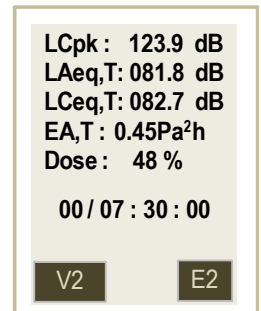 LCpk : 123.9 dB
LAeq,T: 081.8 dB
LCeq,T: 082.7 dB
EA,T : 0.45Pa²h
Dose : 48 %
00 / 07 : 30 : 00
V2 E2